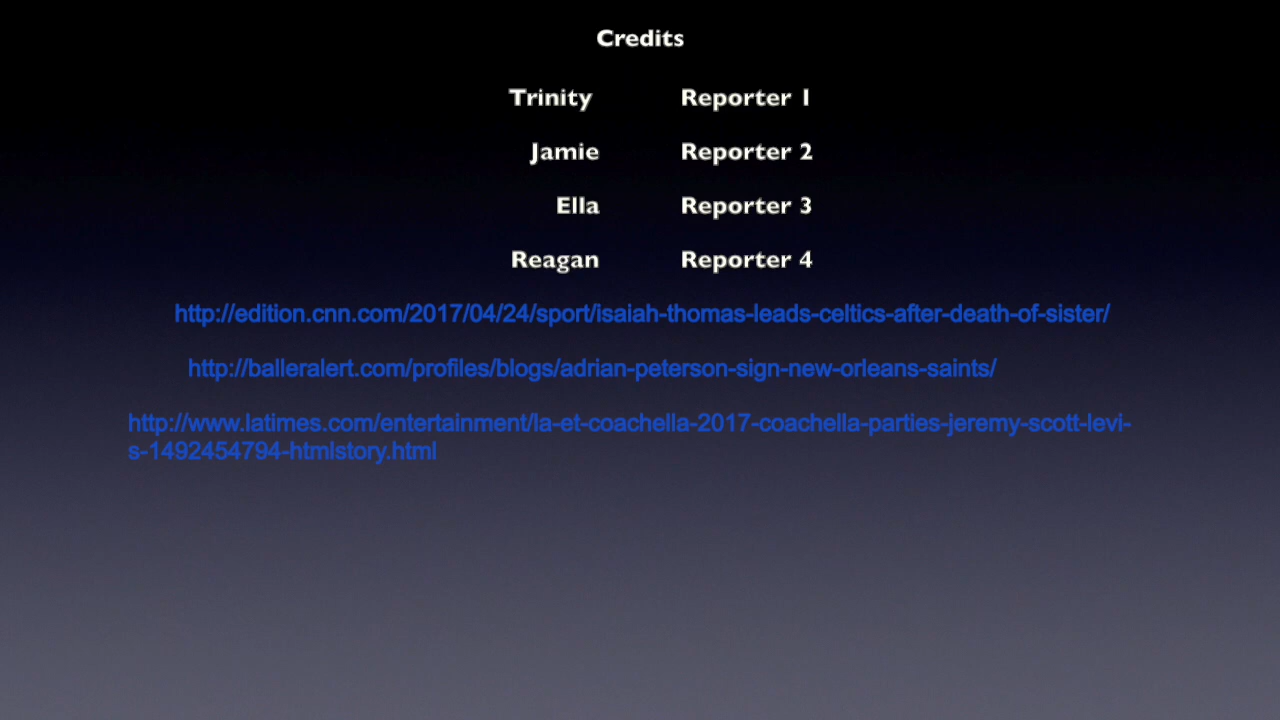 Credits
Trinity Reporter 1
Jamie Reporter 2
Ella Reporter 3
Reagan Reporter 4
http://edition.cnn.com/2017/04/24/sport/isaiah-thomas-leads-celtics-after-death-of-sister/
http://balleralert.com/profiles/blogs/adrian-peterson-sign-new-orleans-saints/
http://www.latimes.com/entertainment/la-et-coachella-2017-coachella-parties-jeremy-scott-levi-
s-1492454794-htmlstory.html